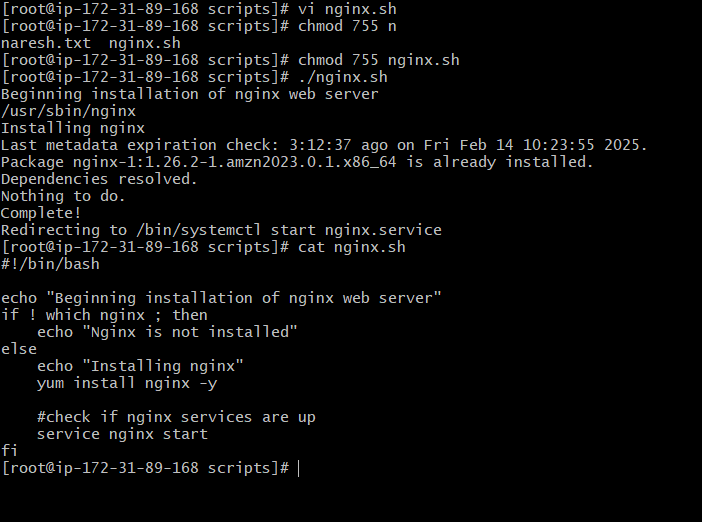 [root@ip-172-31-89-168 scripts]# vi nginx.sh
[root@ip-172-31-89-168 scripts]# chmod 755 n
naresh.txt  nginx.sh
[root@ip-172-31-89-168 scripts]# chmod 755 nginx.sh
[root@ip-172-31-89-168 scripts]# ./nginx.sh
Beginning installation of nginx web server
/usr/sbin/nginx
Installing nginx
Last metadata expiration check: 3:12:37 ago on Fri Feb 14 10:23:55 2025.
Package nginx-1:1.26.2-1.amzn2023.0.1.x86_64 is already installed.
Dependencies resolved.
Nothing to do.
Complete!
Redirecting to /bin/systemctl start nginx.service
[root@ip-172-31-89-168 scripts]# cat nginx.sh
#!/bin/bash

echo "Beginning installation of nginx web server"
if ! which nginx ; then
    echo "Nginx is not installed"
else
    echo "Installing nginx"
    yum install nginx -y

    #check if nginx services are up
    service nginx start
fi
[root@ip-172-31-89-168 scripts]#